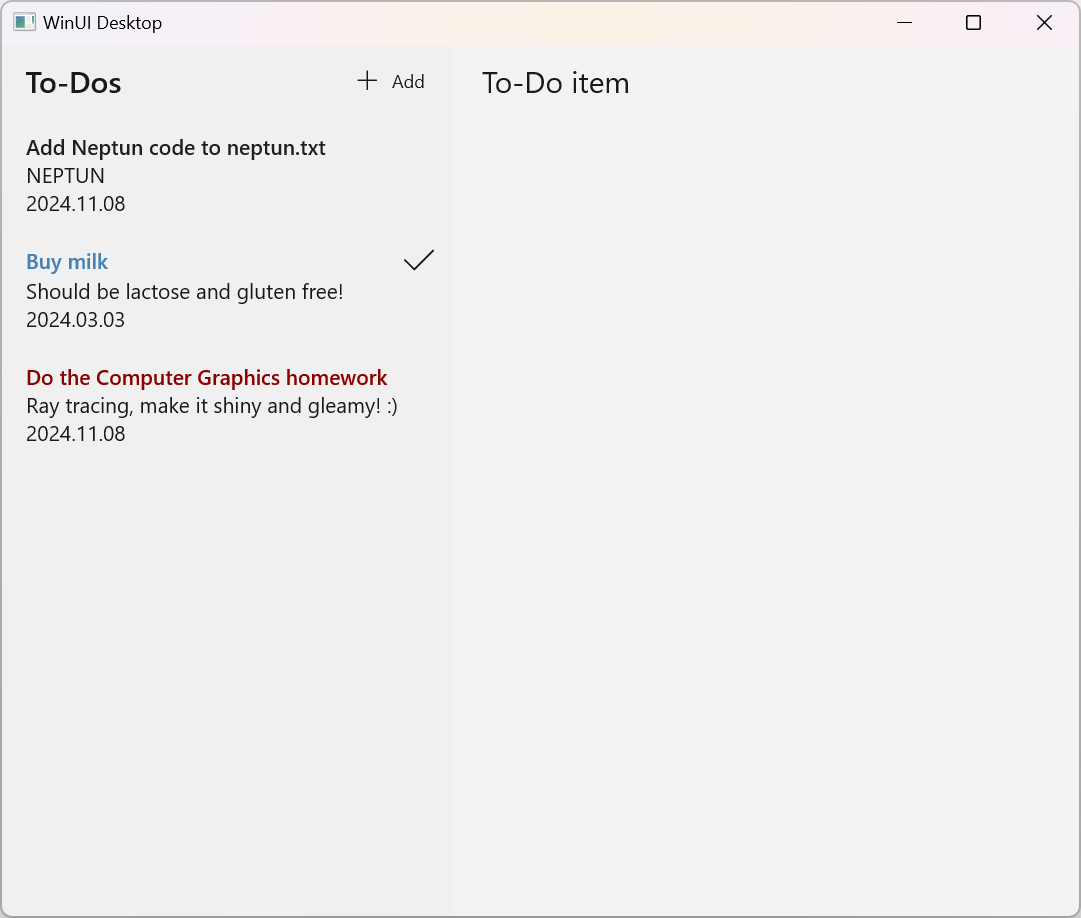 WinUI Desktop
To-Dos
Add
To-Do item
Add Neptun code to neptun.txt
NEPTUN
2024.11.08
Buy milk
Should be lactose and gluten free!
2024.03.03
Do the Computer Graphics homework
Ray tracing, make it shiny and gleamy! :)
2024.11.08